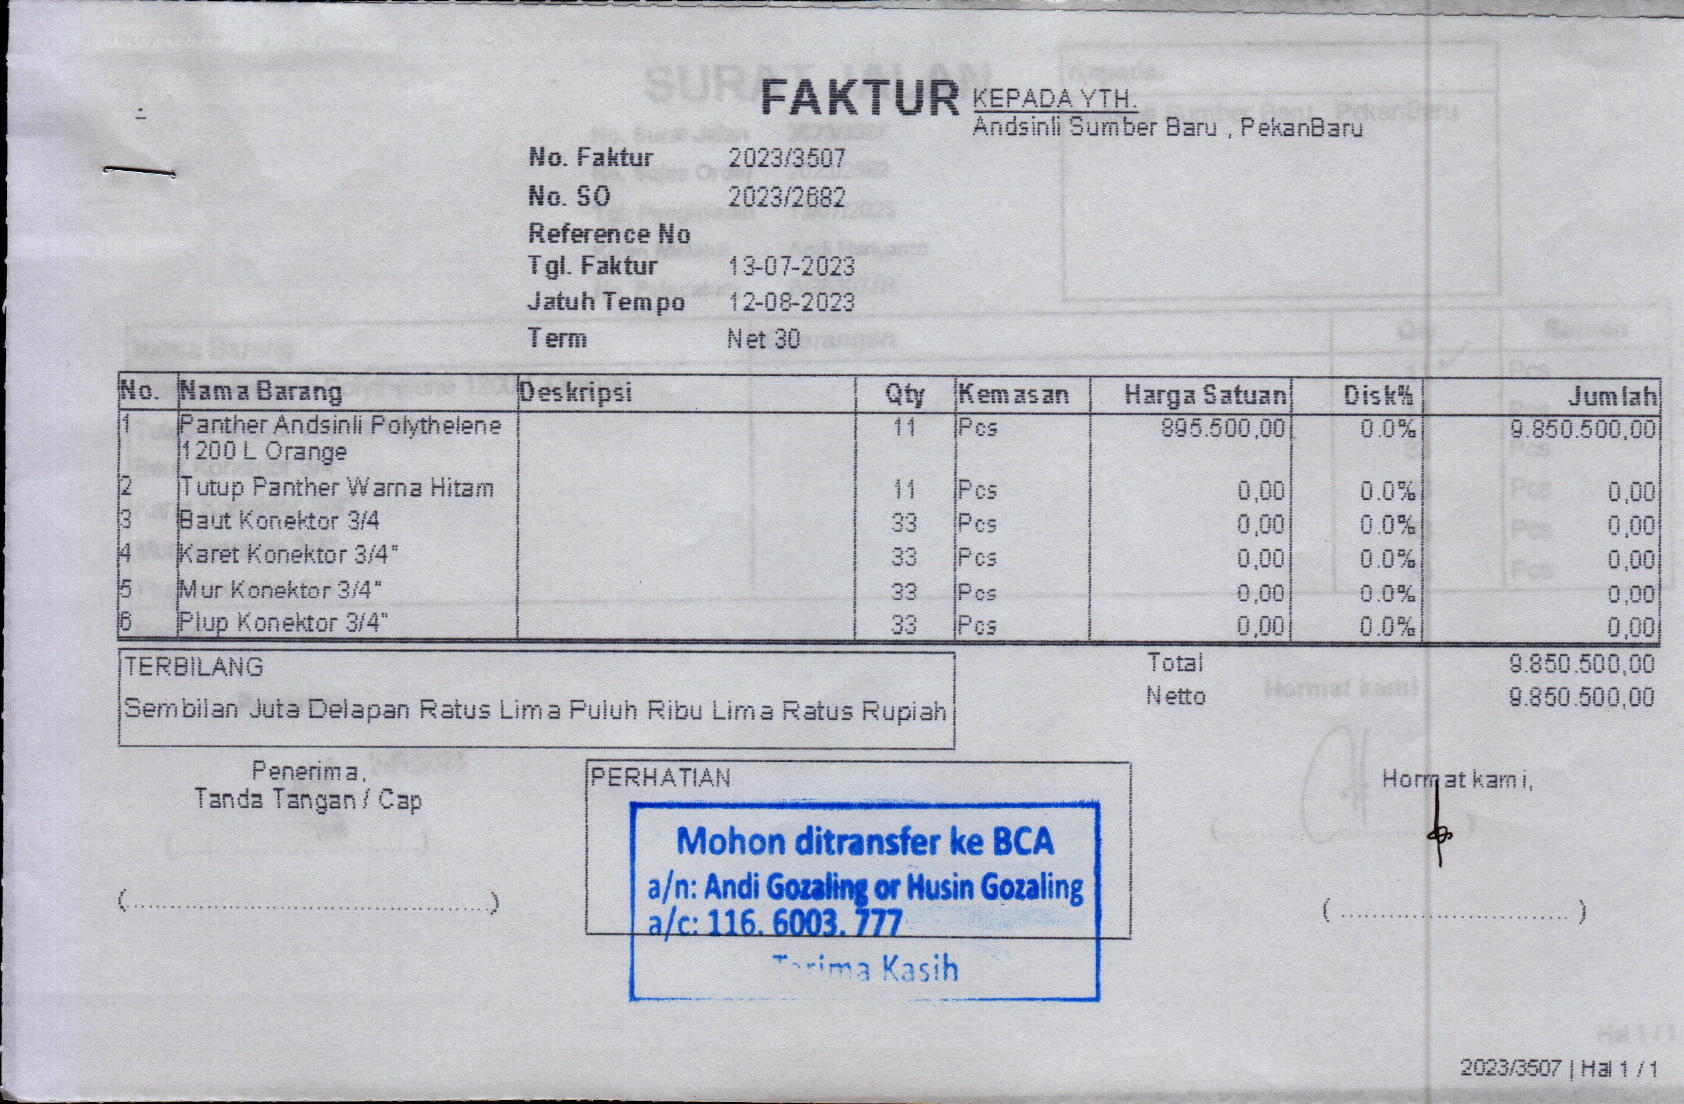 FAKTUR
KEPADA YTH.
Andsinli Sumber Baru , PekanBaru
No. Faktur 2023/3507
No. SO 2023/2682
Reference No
Tgl. Faktur 13-07-2023
Jatuh Tempo 12-08-2023
Term Net 30
No. Nama Barang Deskripsi Qty Kemasan Harga Satuan Disk% Jumlah
1 Panther Andsinli Polythelene 11 Pcs 895.500,00 0.0% 9.850.500,00
1200 L Orange
2 Tutup Panther Warna Hitam 11 Pcs 0,00 0.0% 0,00
3 Baut Konektor 3/4 33 Pcs 0,00 0.0% 0,00
4 Karet Konektor 3/4" 33 Pcs 0,00 0.0% 0,00
5 Mur Konektor 3/4" 33 Pcs 0,00 0.0% 0,00
6 Plup Konektor 3/4" 33 Pcs 0,00 0.0% 0,00
TERBILANG
Sembilan Juta Delapan Ratus Lima Puluh Ribu Lima Ratus Rupiah
Total 9.850.500,00
Netto 9.850.500,00
Penerima,
Tanda Tangan / Cap
(..........................................)
PERHATIAN
Mohon ditransfer ke BCA
a/n: Andi Gozaling or Husin Gozaling
a/c: 116. 6003. 777
Terima Kasih
Hormat kami,
( ............................ )
2023/3507 | Hal 1 / 1